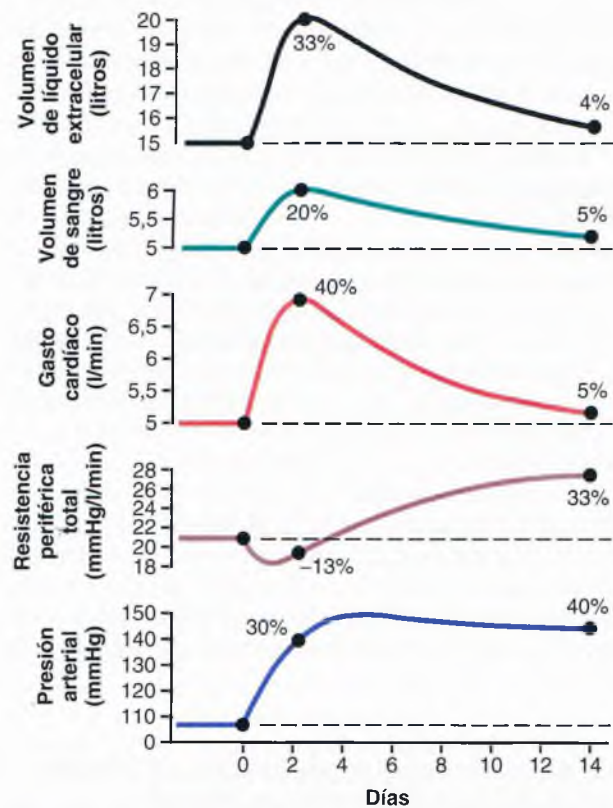 Volumen
de líquido
extracelular
(litros)
20
19
18
17
16
15
33%
4%
Volumen
de sangre
(litros)
6
5,5
5
20%
5%
Gasto
cardíaco
(l/min)
7
6,5
6
5,5
5
40%
5%
Resistencia
periférica
total
(mmHg/l/min)
28
26
24
22
20
18
–13%
33%
Presión
arterial
(mmHg)
150
140
130
120
110
0
30%
40%
0 2 4 6 8 10 12 14
Días